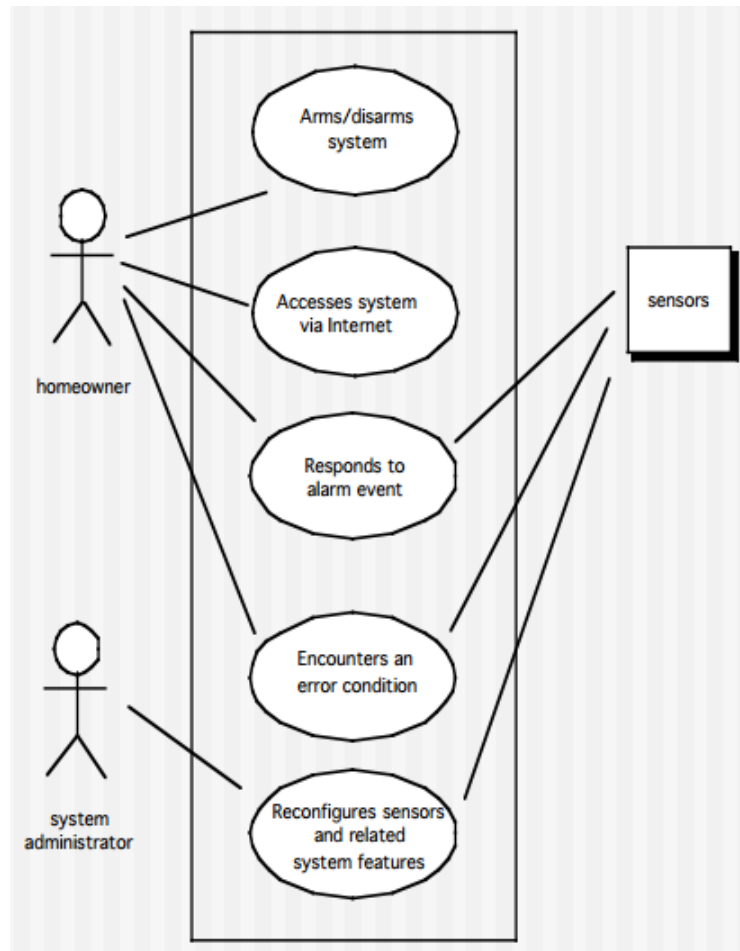 Arms/disarms
system
Accesses system
via Internet
sensors
homeowner
Responds to
alarm event
Encounters an
error condition
system
administrator
Reconfigures sensors
and related
system features